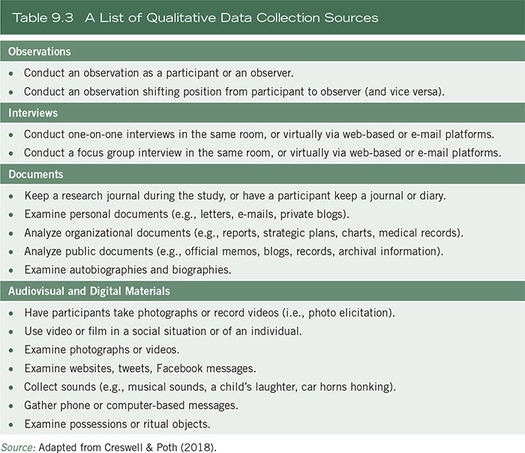 Table 9.3 A List of Qualitative Data Collection Sources
Observations
• Conduct an observation as a participant or an observer.
• Conduct an observation shifting position from participant to observer (and vice versa).
Interviews
• Conduct one-on-one interviews in the same room, or virtually via web-based or e-mail platforms.
• Conduct a focus group interview in the same room, or virtually via web-based or e-mail platforms.
Documents
• Keep a research journal during the study, or have a participant keep a journal or diary.
• Examine personal documents (e.g., letters, e-mails, private blogs).
• Analyze organizational documents (e.g., reports, strategic plans, charts, medical records).
• Analyze public documents (e.g., official memos, blogs, records, archival information).
• Examine autobiographies and biographies.
Audiovisual and Digital Materials
• Have participants take photographs or record videos (i.e., photo elicitation).
• Use video or film in a social situation or of an individual.
• Examine photographs or videos.
• Examine websites, tweets, Facebook messages.
• Collect sounds (e.g., musical sounds, a child's laughter, car horns honking).
• Gather phone or computer-based messages.
• Examine possessions or ritual objects.
Source: Adapted from Creswell & Poth (2018).